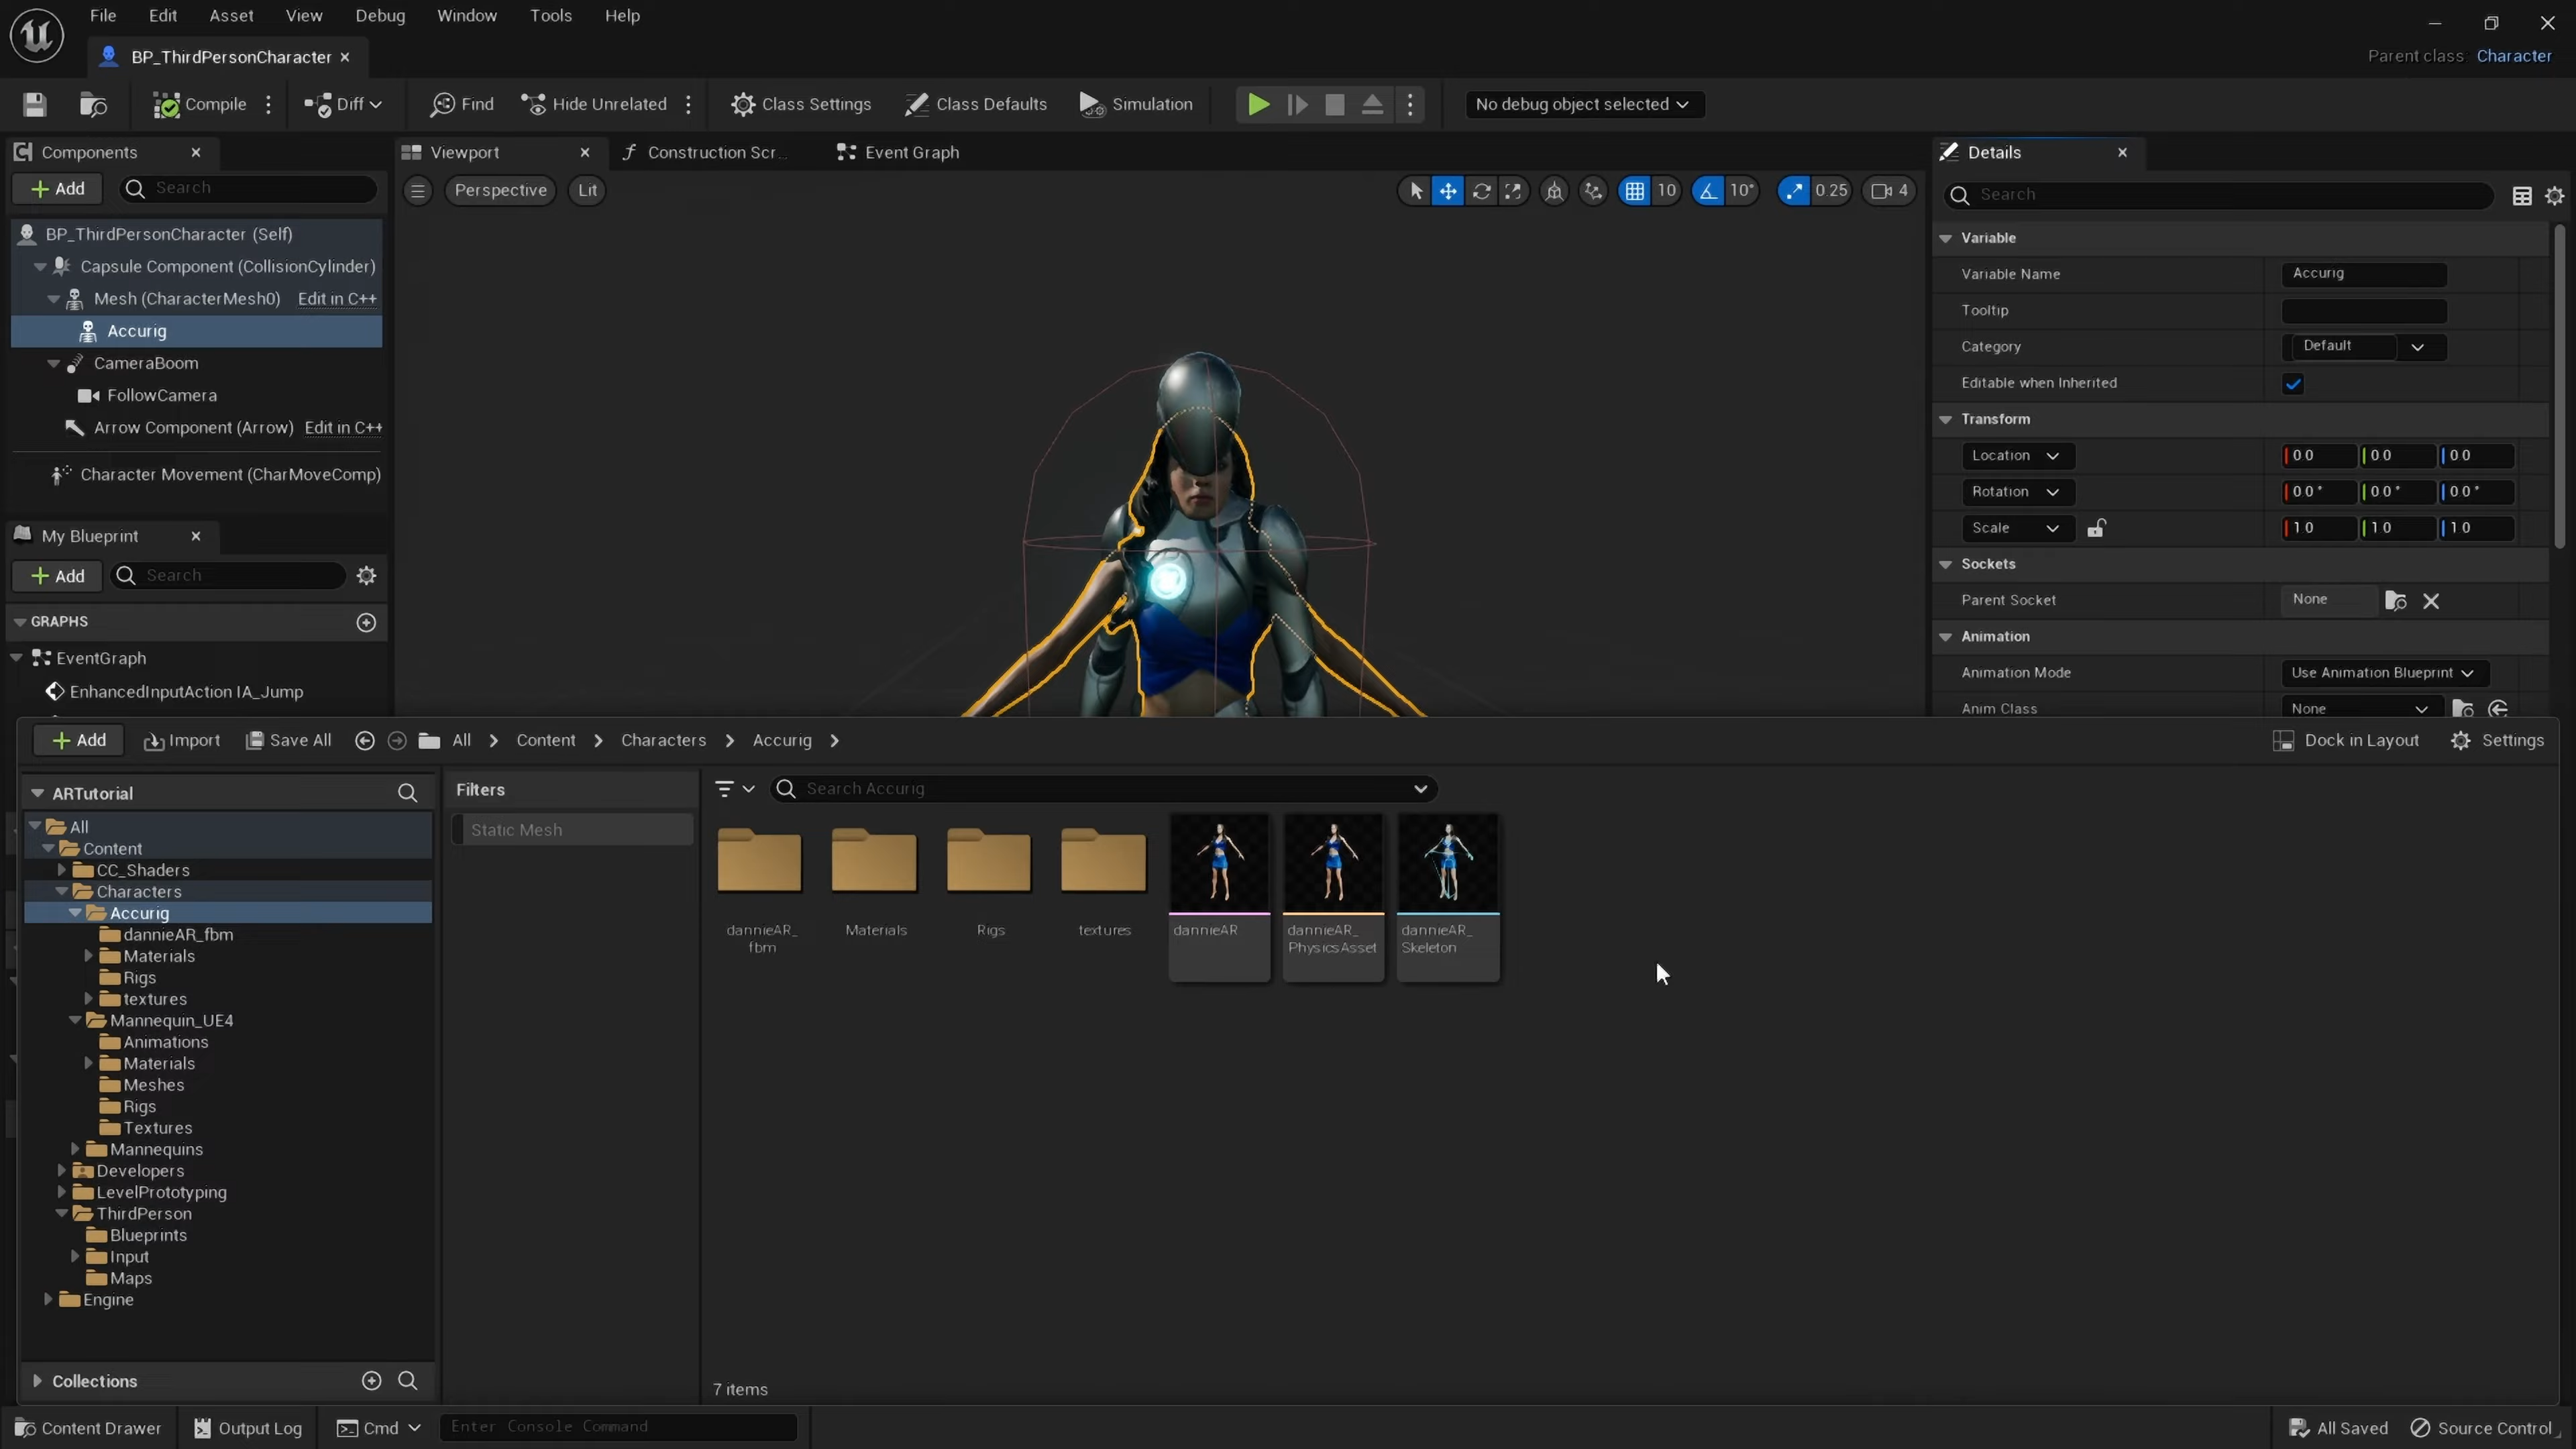 File Edit Asset View Debug Window Tools Help
BP_ThirdPersonCharacter
Parent class Character
Compile Diff Find Hide Unrelated Class Settings Class Defaults Simulation No debug object selected
Components
Add Search
BP_ThirdPersonCharacter (Self)
Capsule Component (CollisionCylinder)
Mesh (CharacterMesh0) Edit in C++
Accurig
CameraBoom
FollowCamera
Arrow Component (Arrow) Edit in C++
Character Movement (CharMoveComp)
My Blueprint
Add Search
GRAPHS
EventGraph
EnhancedInputAction IA_Jump
Viewport Construction Scr... Event Graph
Perspective Lit 10 10° 0.25 4
Details
Search
Variable
Variable Name Accurig
Tooltip
Category Default
Editable when Inherited
Transform
Location 0 0 0 0 0 0
Rotation 0 0 ° 0 0 ° 0 0 °
Scale 1 0 1 0 1 0
Sockets
Parent Socket None
Animation
Animation Mode Use Animation Blueprint
Anim Class None
Add Import Save All All Content Characters Accurig Dock in Layout Settings
ARTutorial
All
Content
CC_Shaders
Characters
Accurig
dannieAR_fbm
Materials
Rigs
textures
Mannequin_UE4
Animations
Materials
Meshes
Rigs
Textures
Mannequins
Developers
LevelPrototyping
ThirdPerson
Blueprints
Input
Maps
Engine
Collections
Filters
Static Mesh
Search Accurig
dannieAR_
fbm
Materials
Rigs
textures
dannieAR
dannieAR_
PhysicsAsset
dannieAR_
Skeleton
7 items
Content Drawer Output Log Cmd Enter Console Command All Saved Source Control